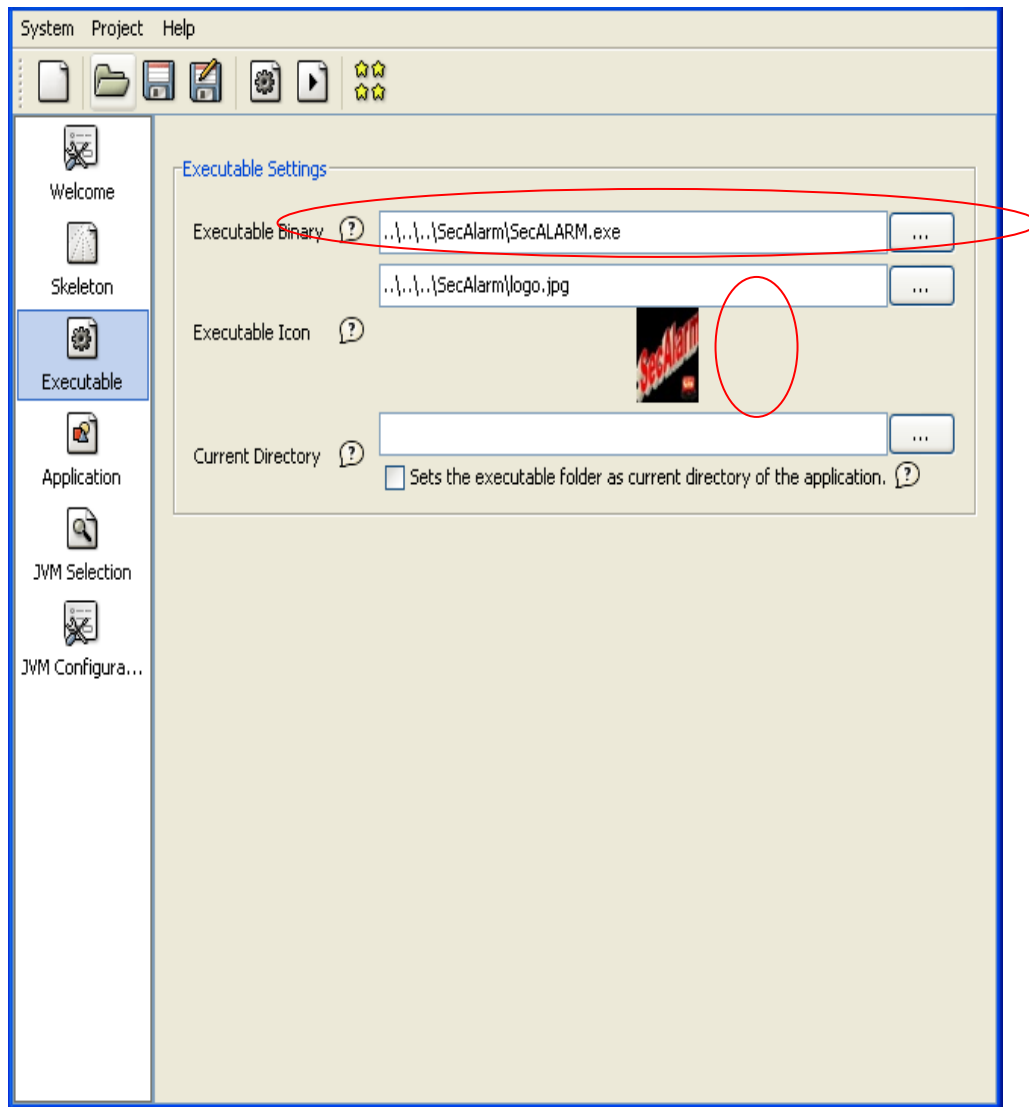 System Project Help
Welcome
Skeleton
Executable
Application
JVM Selection
JVM Configura...
Executable Settings
Executable Binary ? ..\..\..\SecAlarm\SecALARM.exe ...
..\..\..\SecAlarm\logo.jpg ...
Executable Icon ?
SecAlarm
Current Directory ? ...
Sets the executable folder as current directory of the application. ?